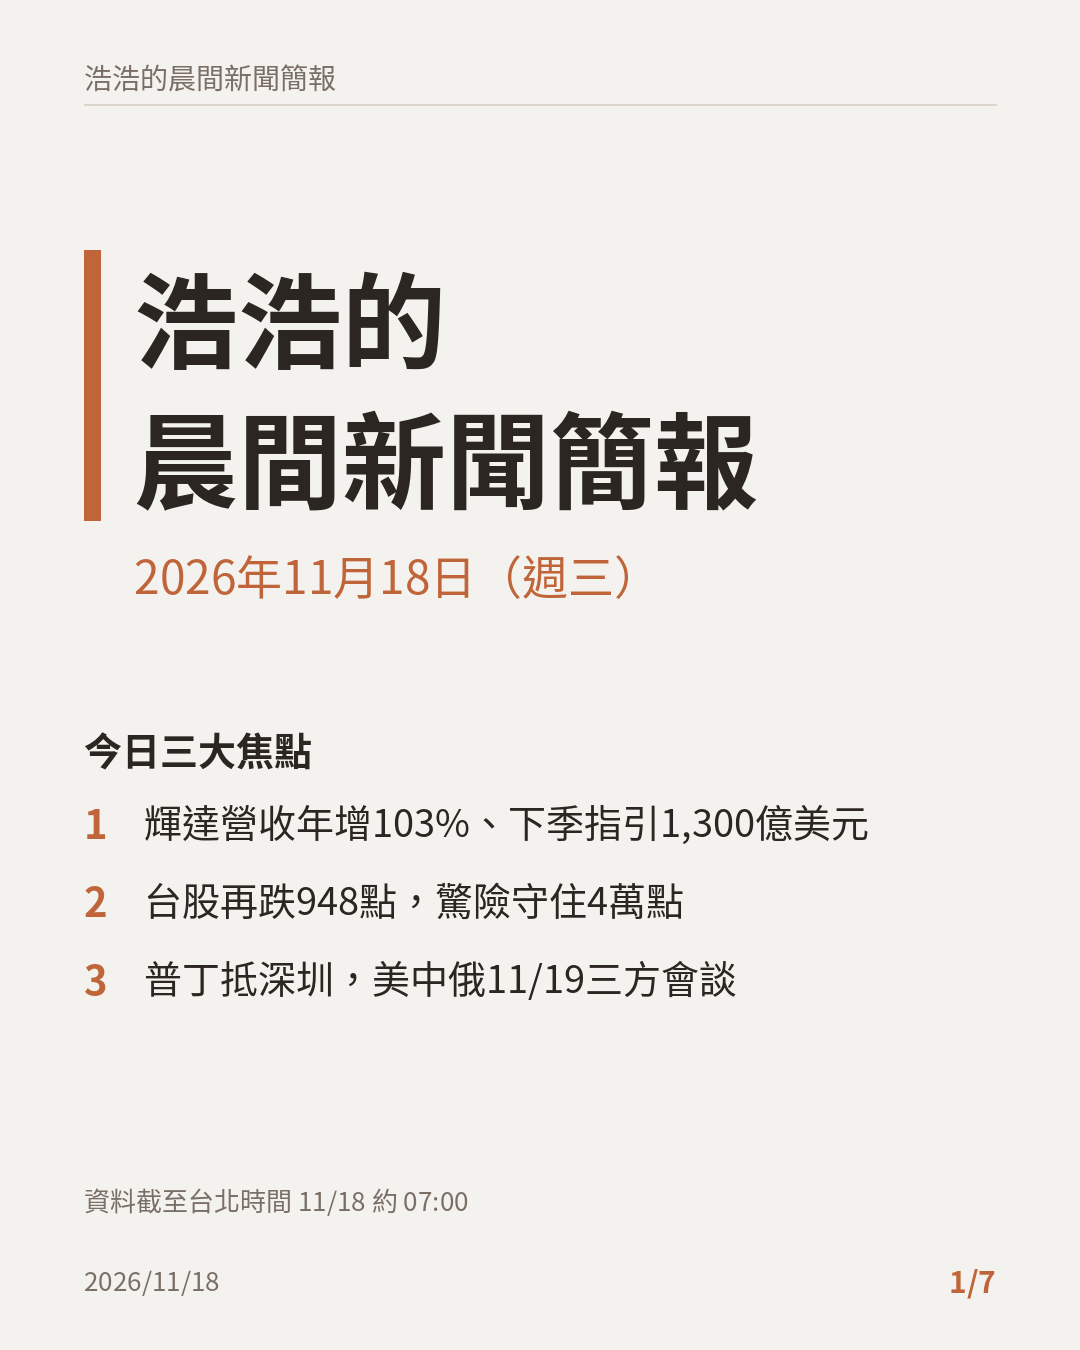 浩浩的晨間新聞簡報
浩浩的
晨間新聞簡報
2026年11月18日（週三）
今日三大焦點
1 輝達營收年增103%、下季指引1,300億美元
2 台股再跌948點，驚險守住4萬點
3 普丁抵深圳，美中俄11/19三方會談
資料截至台北時間 11/18 約 07:00
2026/11/18
1/7